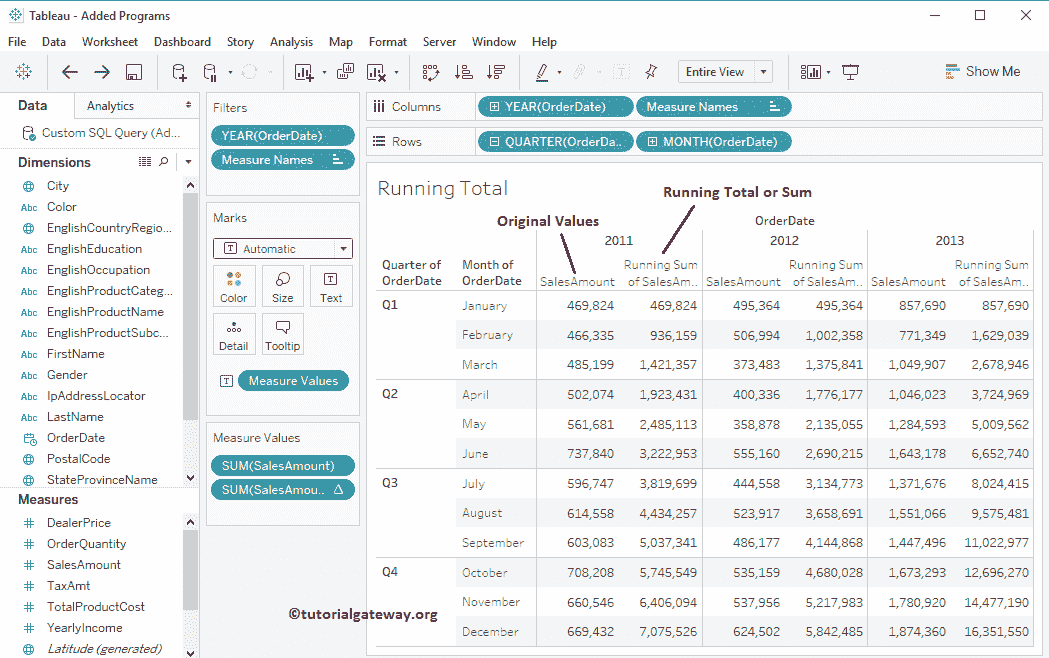 Tableau - Added Programs
File Data Worksheet Dashboard Story Analysis Map Format Server Window Help
Entire View
Show Me
Data Analytics
Custom SQL Query (Ad...
Dimensions
City
Abc Color
EnglishCountryRegio...
Abc EnglishEducation
Abc EnglishOccupation
Abc EnglishProductCateg...
Abc EnglishProductName
Abc EnglishProductSubc...
Abc FirstName
Abc Gender
Abc IpAddressLocator
Abc LastName
OrderDate
PostalCode
StateProvinceName
Measures
# DealerPrice
# OrderQuantity
# SalesAmount
# TaxAmt
# TotalProductCost
# YearlyIncome
Latitude (generated)
Filters
YEAR(OrderDate)
Measure Names
Marks
T Automatic
Color Size T Text
Detail Tooltip
T Measure Values
Measure Values
SUM(SalesAmount)
SUM(SalesAmou.. Δ
Columns YEAR(OrderDate) Measure Names
Rows QUARTER(OrderDa.. MONTH(OrderDate)
Running Total
Running Total or Sum
Original Values
OrderDate
2011 2012 2013
Quarter of Month of Running Sum Running Sum Running Sum
OrderDate OrderDate SalesAmount of SalesAm.. SalesAmount of SalesAm.. SalesAmount of SalesAm..
Q1 January 469,824 469,824 495,364 495,364 857,690 857,690
February 466,335 936,159 506,994 1,002,358 771,349 1,629,039
March 485,199 1,421,357 373,483 1,375,841 1,049,907 2,678,946
Q2 April 502,074 1,923,431 400,336 1,776,177 1,046,023 3,724,969
May 561,681 2,485,113 358,878 2,135,055 1,284,593 5,009,562
June 737,840 3,222,953 555,160 2,690,215 1,643,178 6,652,740
Q3 July 596,747 3,819,699 444,558 3,134,773 1,371,676 8,024,415
August 614,558 4,434,257 523,917 3,658,691 1,551,066 9,575,481
September 603,083 5,037,341 486,177 4,144,868 1,447,496 11,022,977
Q4 October 708,208 5,745,549 535,159 4,680,028 1,673,293 12,696,270
November 660,546 6,406,094 537,956 5,217,983 1,780,920 14,477,190
December 669,432 7,075,526 624,502 5,842,485 1,874,360 16,351,550
©tutorialgateway.org